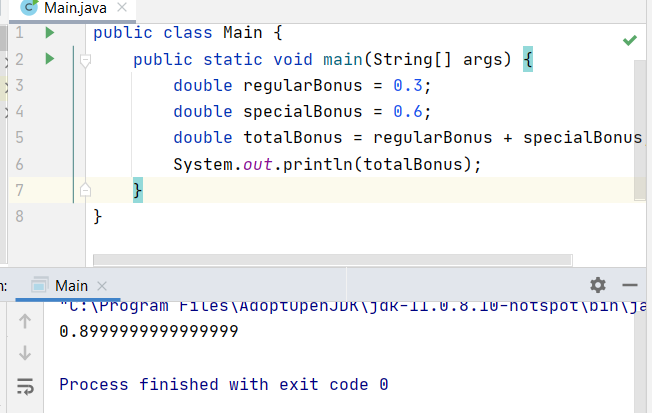 Main.java
1 public class Main {
2 public static void main(String[] args) {
3 double regularBonus = 0.3;
4 double specialBonus = 0.6;
5 double totalBonus = regularBonus + specialBonus
6 System.out.println(totalBonus);
7 }
8 }
n: Main
"C:\Program Files\AdoptOpenJDK\jdk-11.0.8.10-hotspot\bin\ja
0.8999999999999999
Process finished with exit code 0